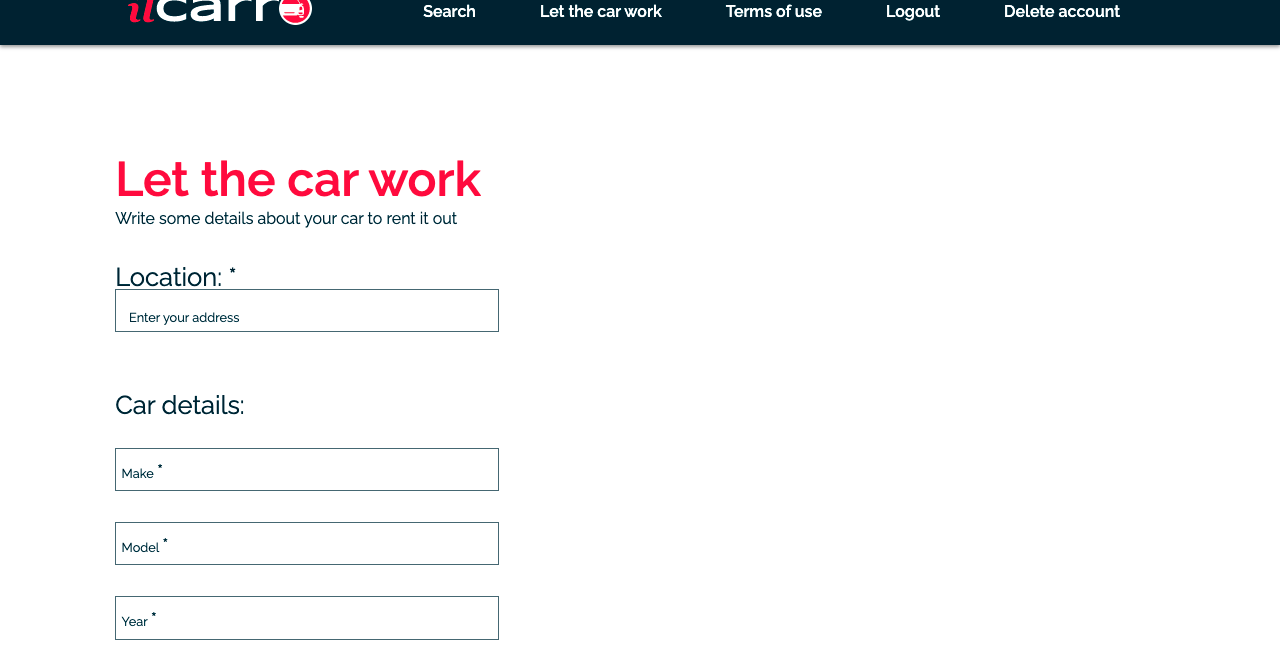 ilcarro
Search
Let the car work
Terms of use
Logout
Delete account
Let the car work
Write some details about your car to rent it out
Location: *
Enter your address
Car details:
Make *
Model *
Year *